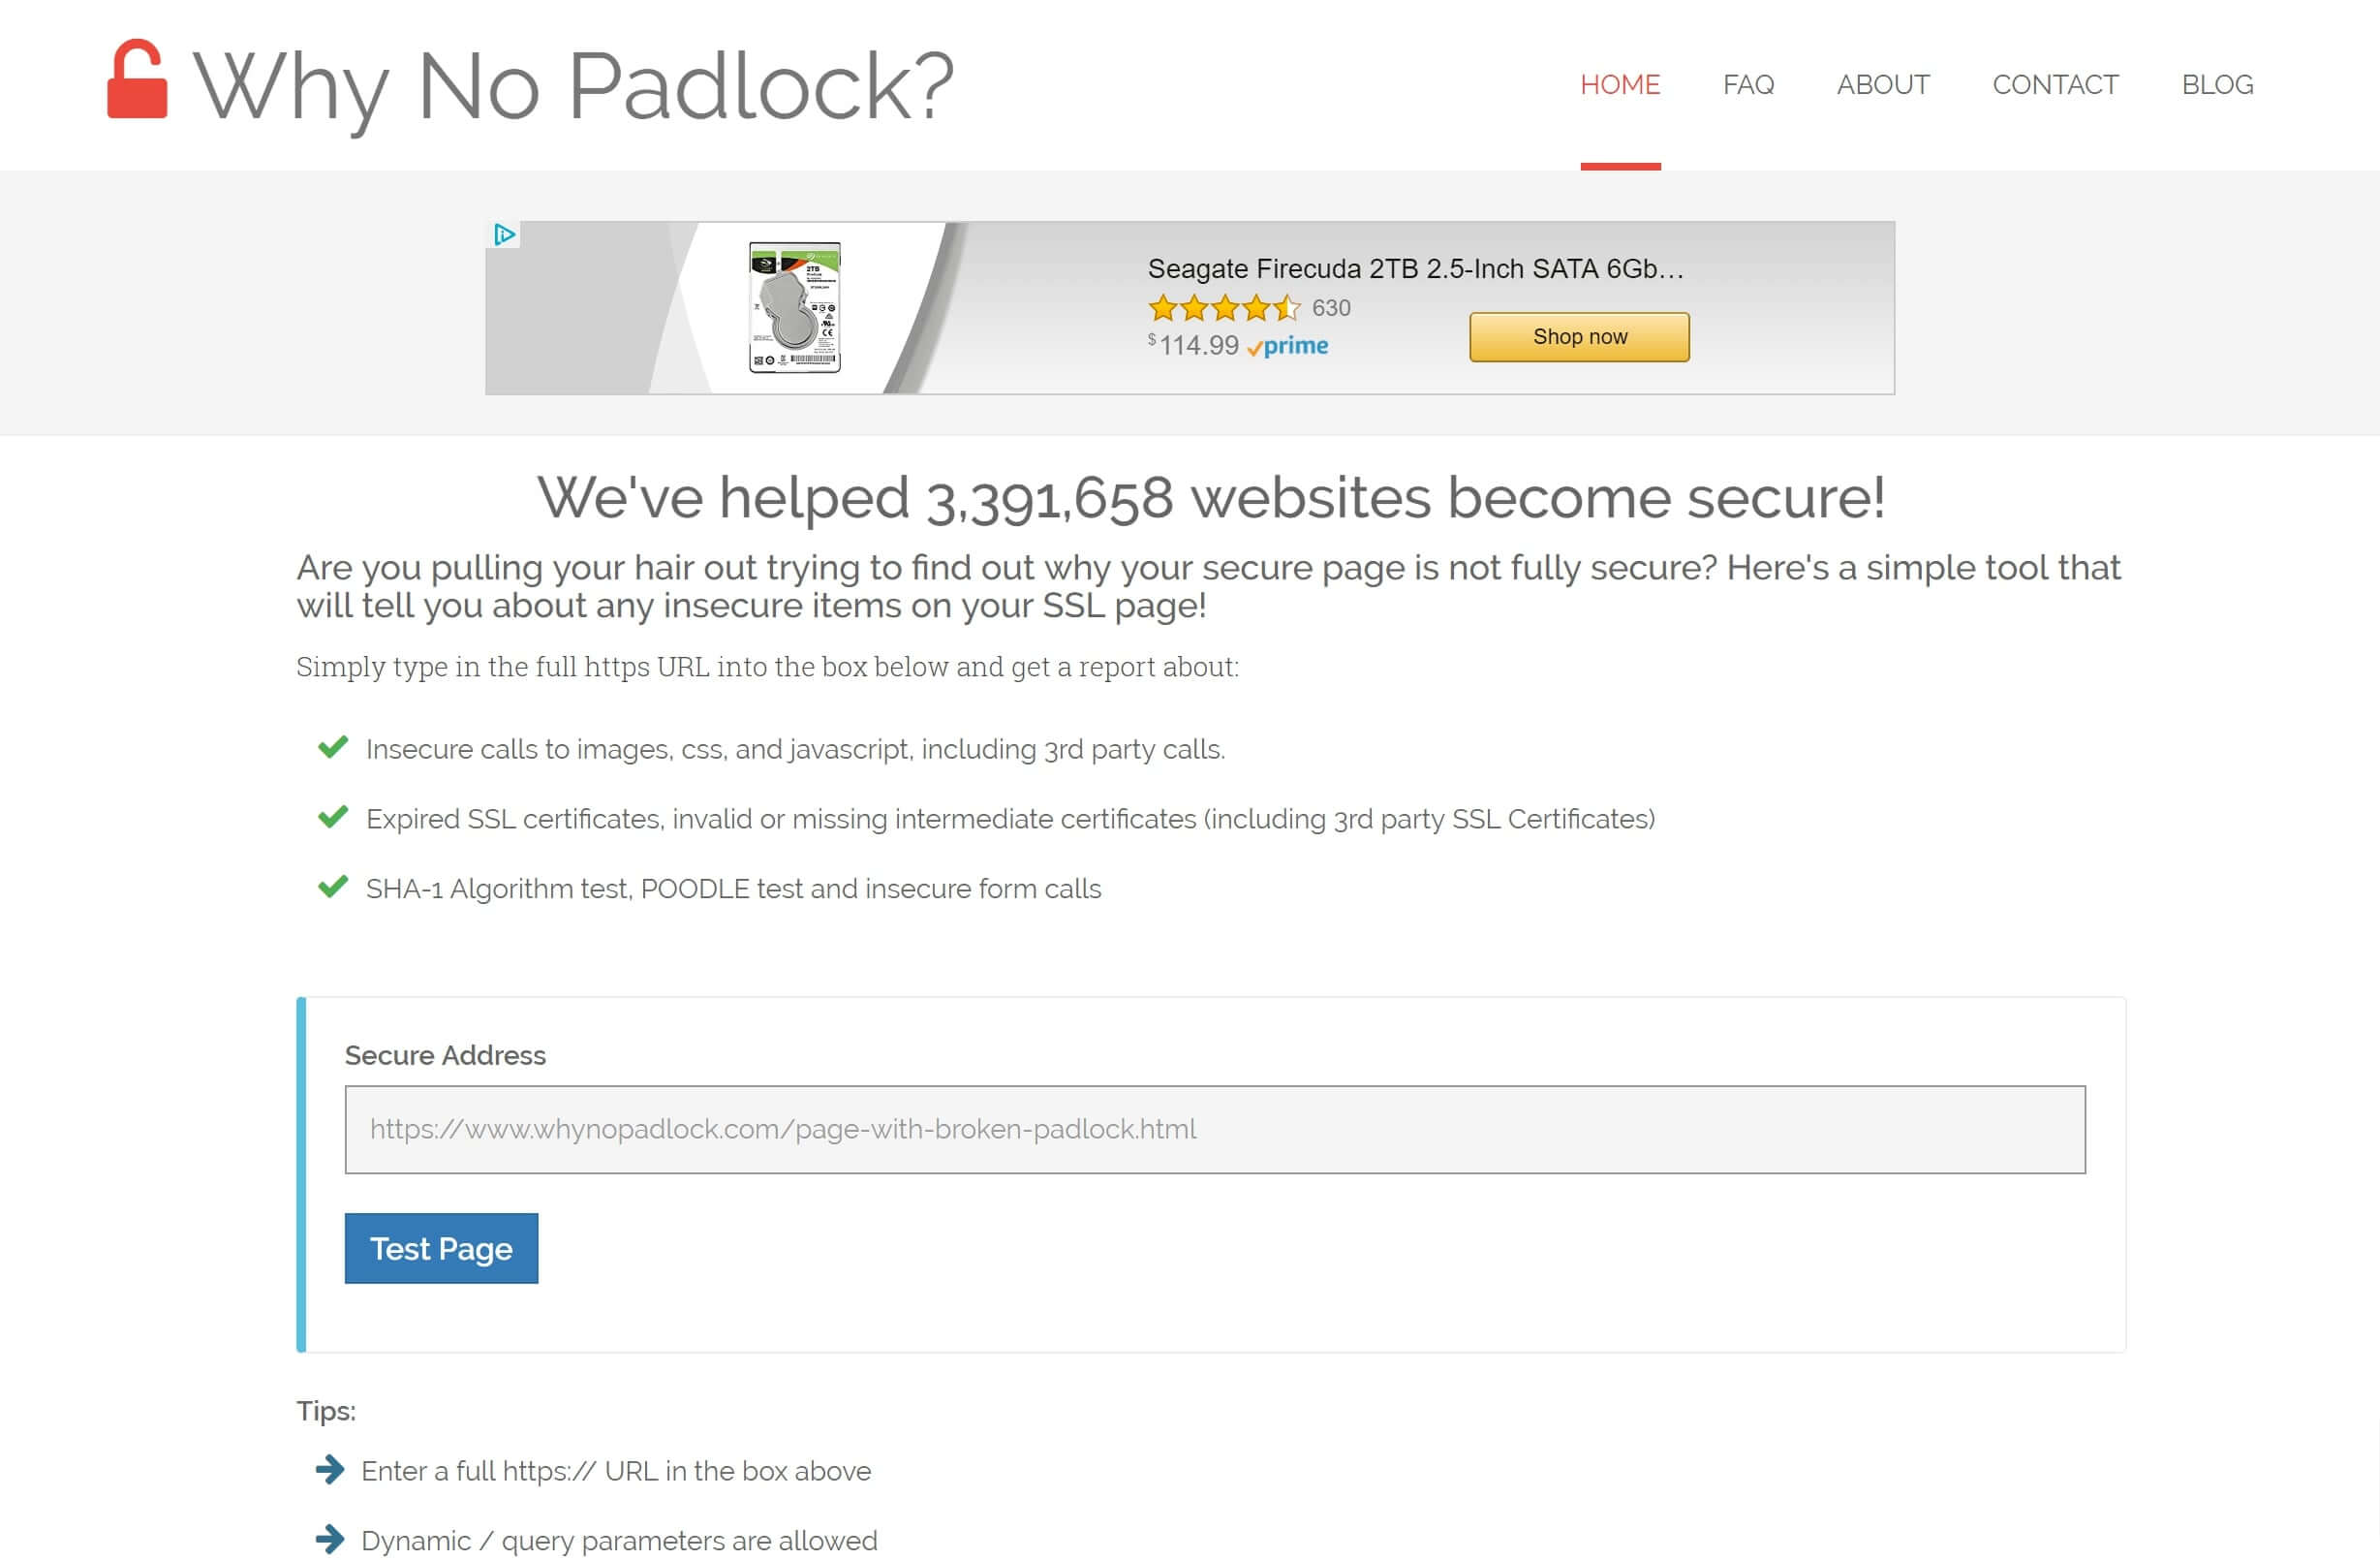 Why No Padlock?
HOME FAQ ABOUT CONTACT BLOG
2TB
Seagate Firecuda 2TB 2.5-Inch SATA 6Gb...
630
$114.99 prime
Shop now
We've helped 3,391,658 websites become secure!
Are you pulling your hair out trying to find out why your secure page is not fully secure? Here's a simple tool that
will tell you about any insecure items on your SSL page!
Simply type in the full https URL into the box below and get a report about:
Insecure calls to images, css, and javascript, including 3rd party calls.
Expired SSL certificates, invalid or missing intermediate certificates (including 3rd party SSL Certificates)
SHA-1 Algorithm test, POODLE test and insecure form calls
Secure Address
https://www.whynopadlock.com/page-with-broken-padlock.html
Test Page
Tips:
Enter a full https:// URL in the box above
Dynamic / query parameters are allowed